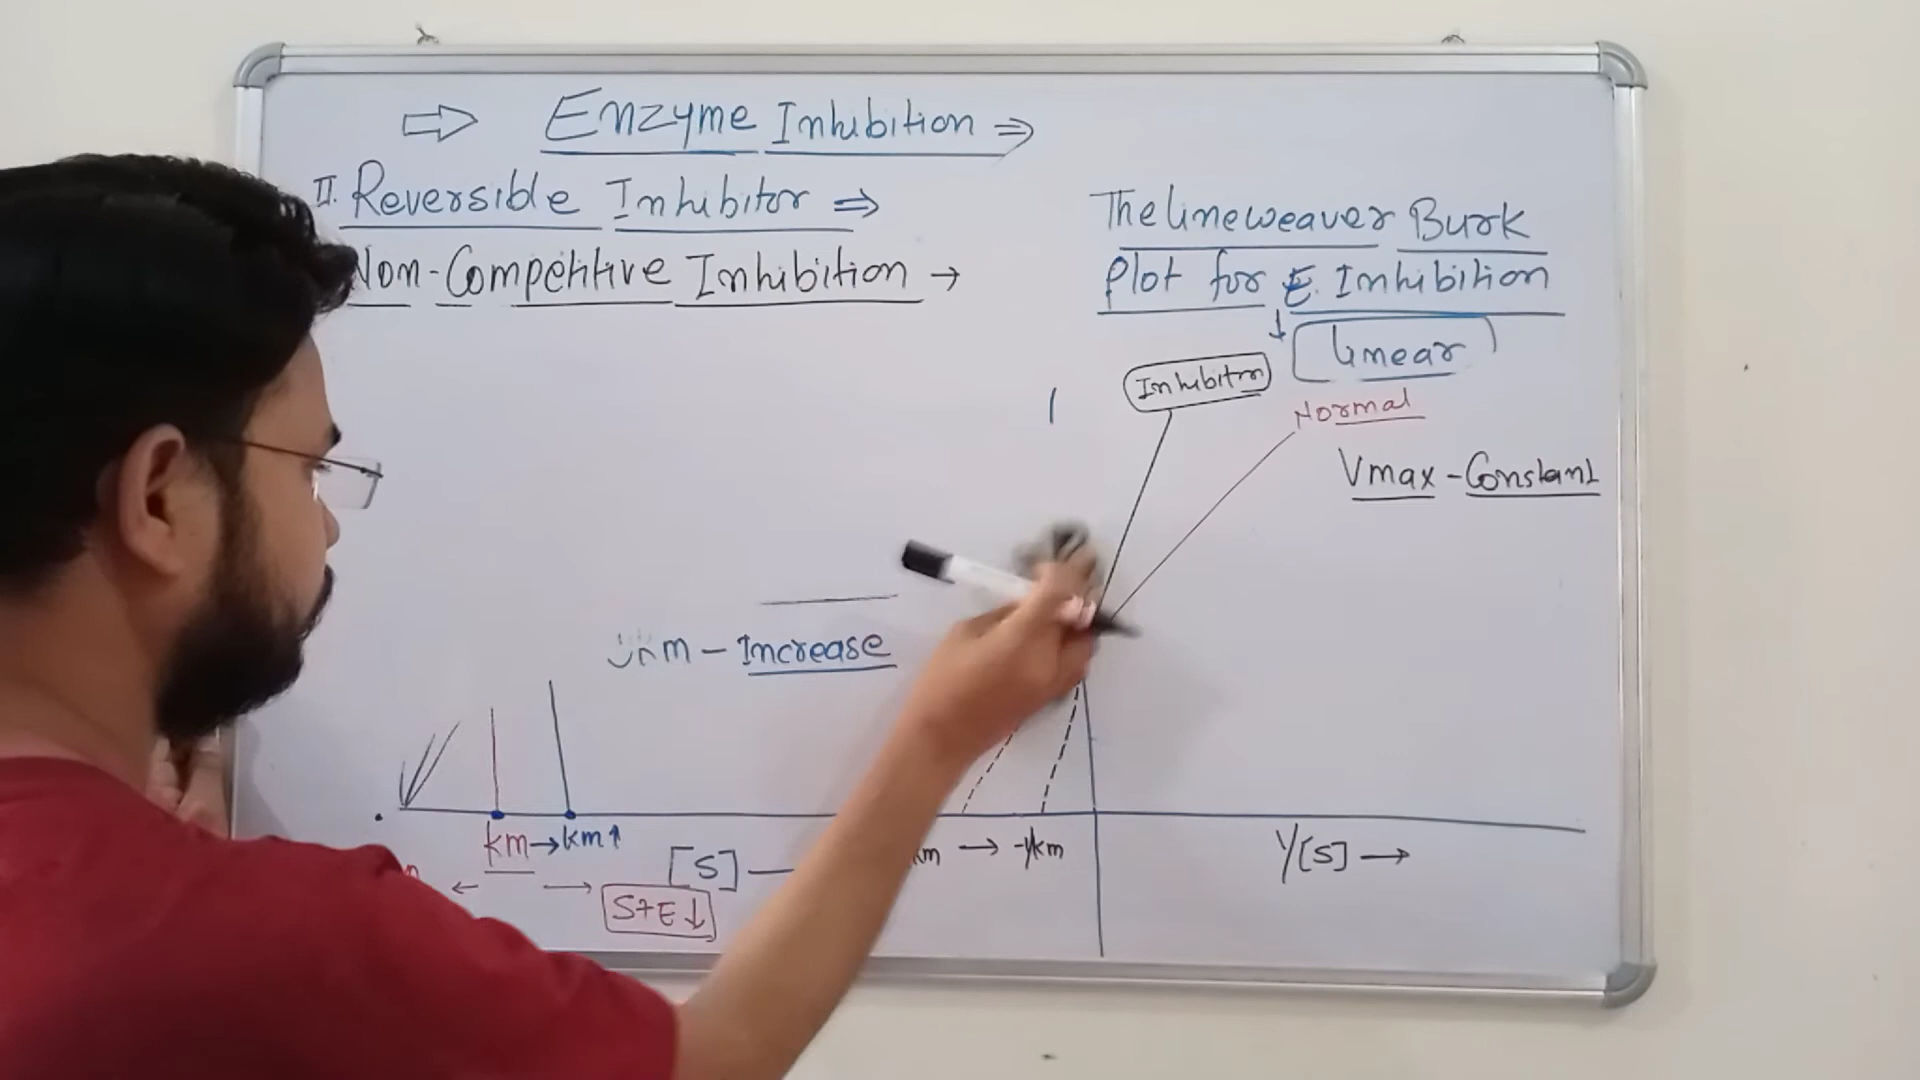 ⇒ Enzyme Inhibition ⇒
II. Reversible Inhibitor ⇒
Non-Competitive Inhibition →
The lineweaver Burk
Plot for E. Inhibition
↓ linear
Inhibitrn
Normal
Vmax - Constant
m - Increase
km → km↑
[S] —
← →
S+E↓
km → -1/km
1/[S] →